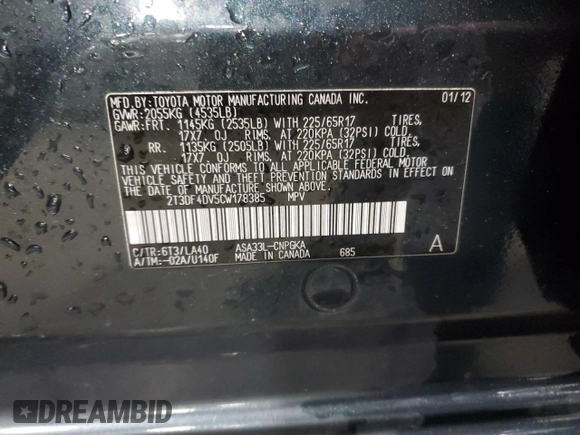 MFD.BY:TOYOTA MOTOR MANUFACTURING CANADA INC. 01/12
GVWR:2055KG (4535LB)
GAWR:FRT. 1145KG (2535LB) WITH 225/65R17 TIRES,
17X7 OJ RIMS, AT 220KPA (32PSI) COLD.
RR. 1135KG (2505LB) WITH 225/65R17 TIRES,
17X7 OJ RIMS, AT 220KPA (32PSI) COLD.
THIS VEHICLE CONFORMS TO ALL APPLICABLE FEDERAL MOTOR
VEHICLE SAFETY AND THEFT PREVENTION STANDARDS IN EFFECT ON
THE DATE OF MANUFACTURE SHOWN ABOVE.
2T3DF4DV5CW178385 MPV
C/TR:6T3/LA40 ASA33L-CNPGKA A
A/TM:-02A/U140F MADE IN CANADA 685
DREAMBID